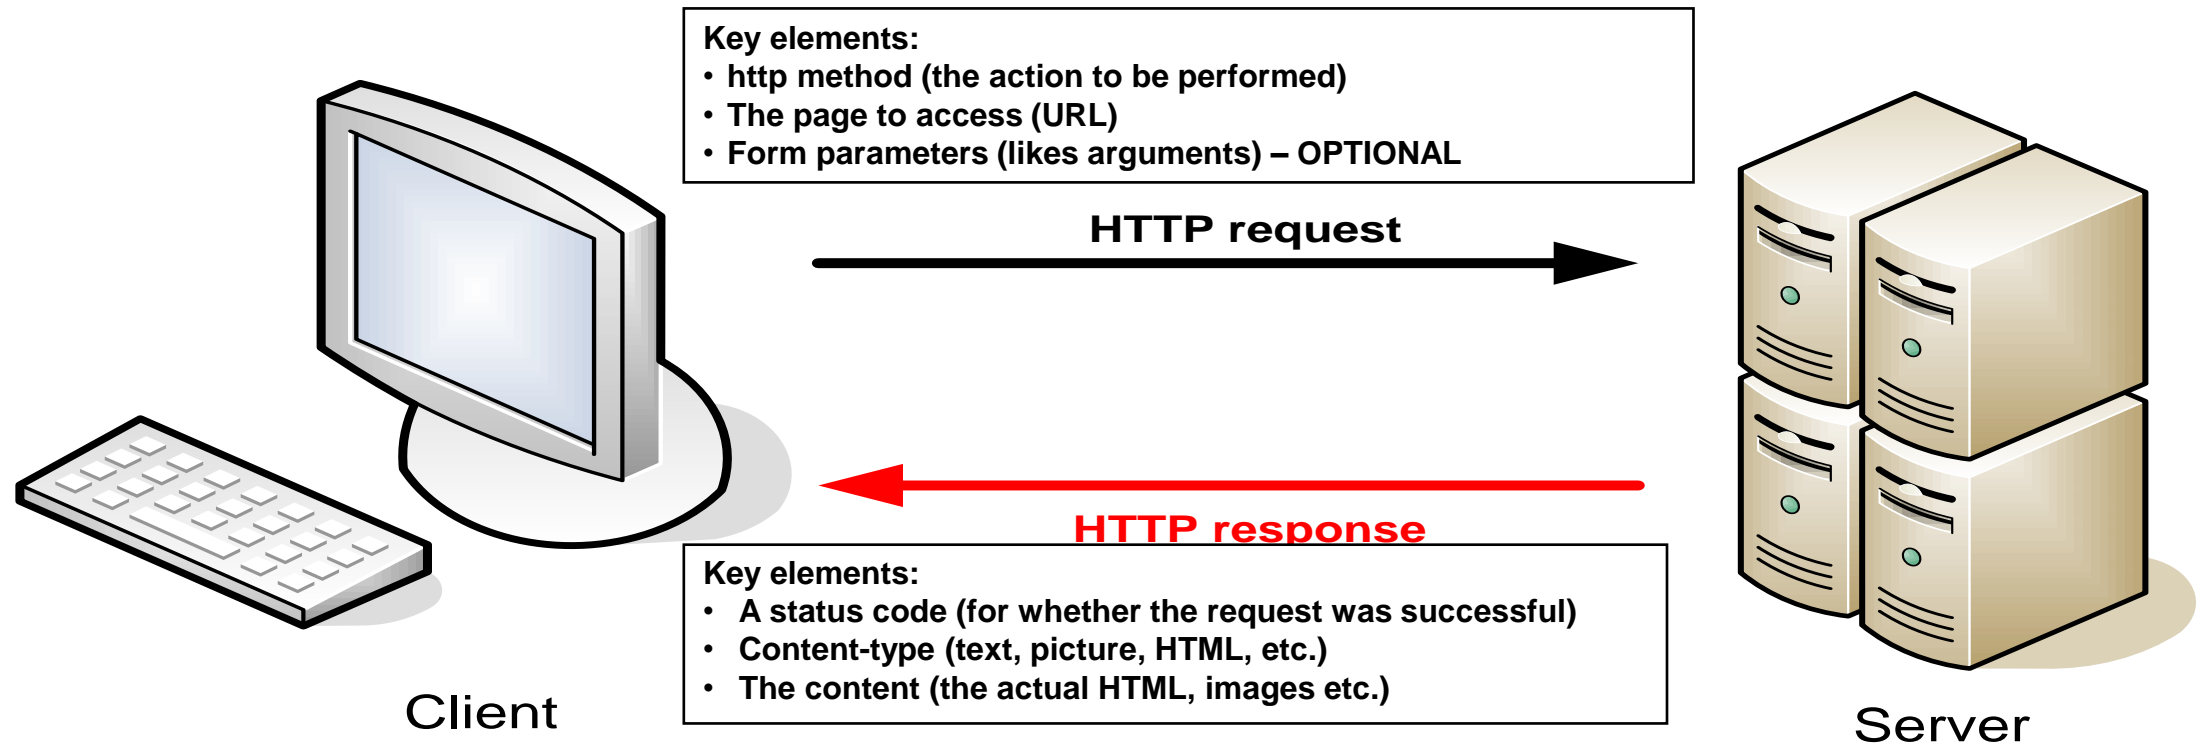 Key elements:
• http method (the action to be performed)
• The page to access (URL)
• Form parameters (likes arguments) – OPTIONAL
HTTP request
HTTP response
Key elements:
• A status code (for whether the request was successful)
• Content-type (text, picture, HTML, etc.)
• The content (the actual HTML, images etc.)
Client
Server